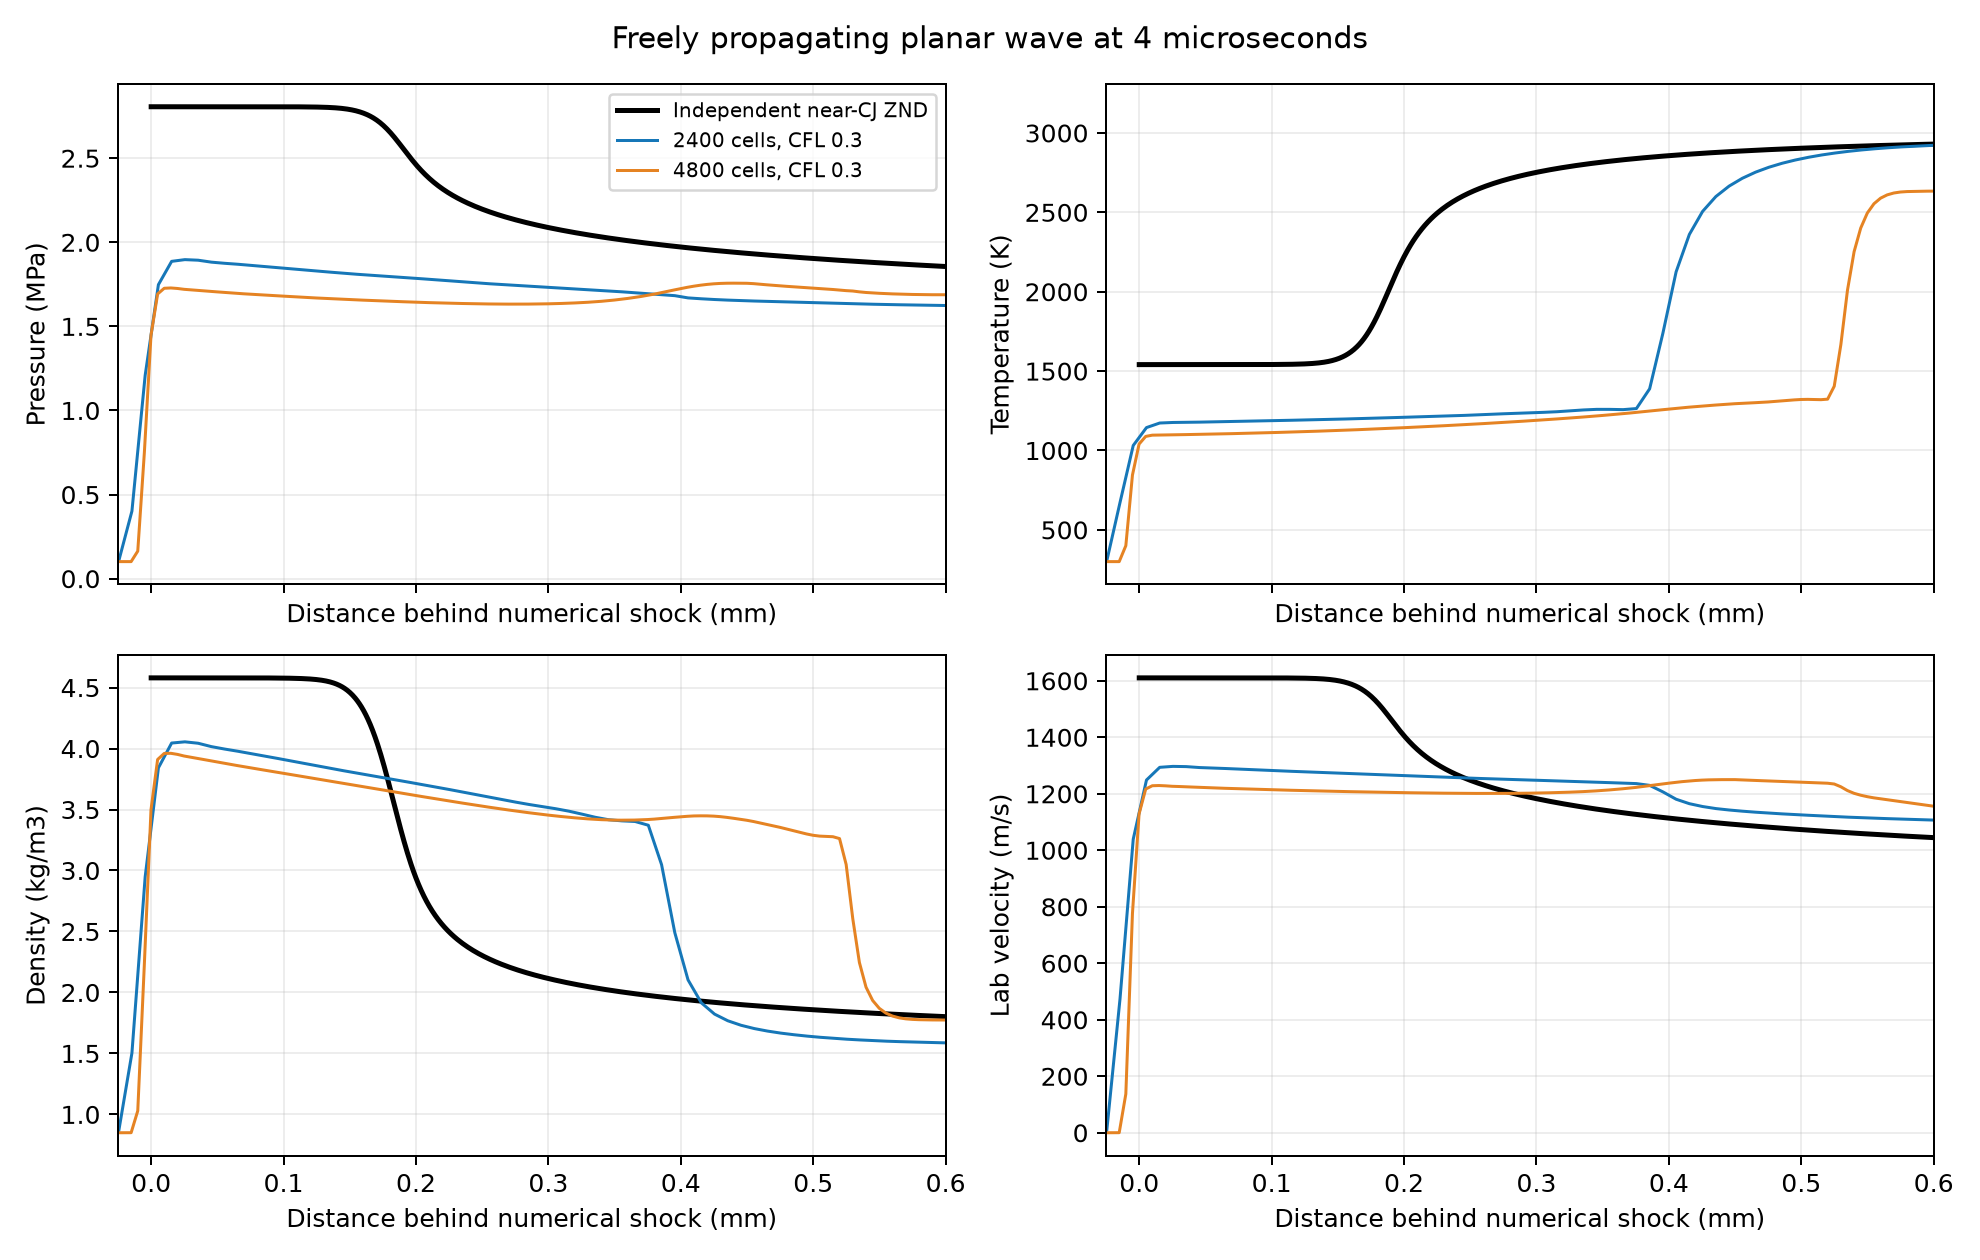 Freely propagating planar wave at 4 microseconds
Pressure (MPa)
2.5
2.0
1.5
1.0
0.5
0.0
Independent near-CJ ZND
2400 cells, CFL 0.3
4800 cells, CFL 0.3
Distance behind numerical shock (mm)
Temperature (K)
3000
2500
2000
1500
1000
500
Distance behind numerical shock (mm)
Density (kg/m3)
4.5
4.0
3.5
3.0
2.5
2.0
1.5
1.0
0.0 0.1 0.2 0.3 0.4 0.5 0.6
Distance behind numerical shock (mm)
Lab velocity (m/s)
1600
1400
1200
1000
800
600
400
200
0
0.0 0.1 0.2 0.3 0.4 0.5 0.6
Distance behind numerical shock (mm)